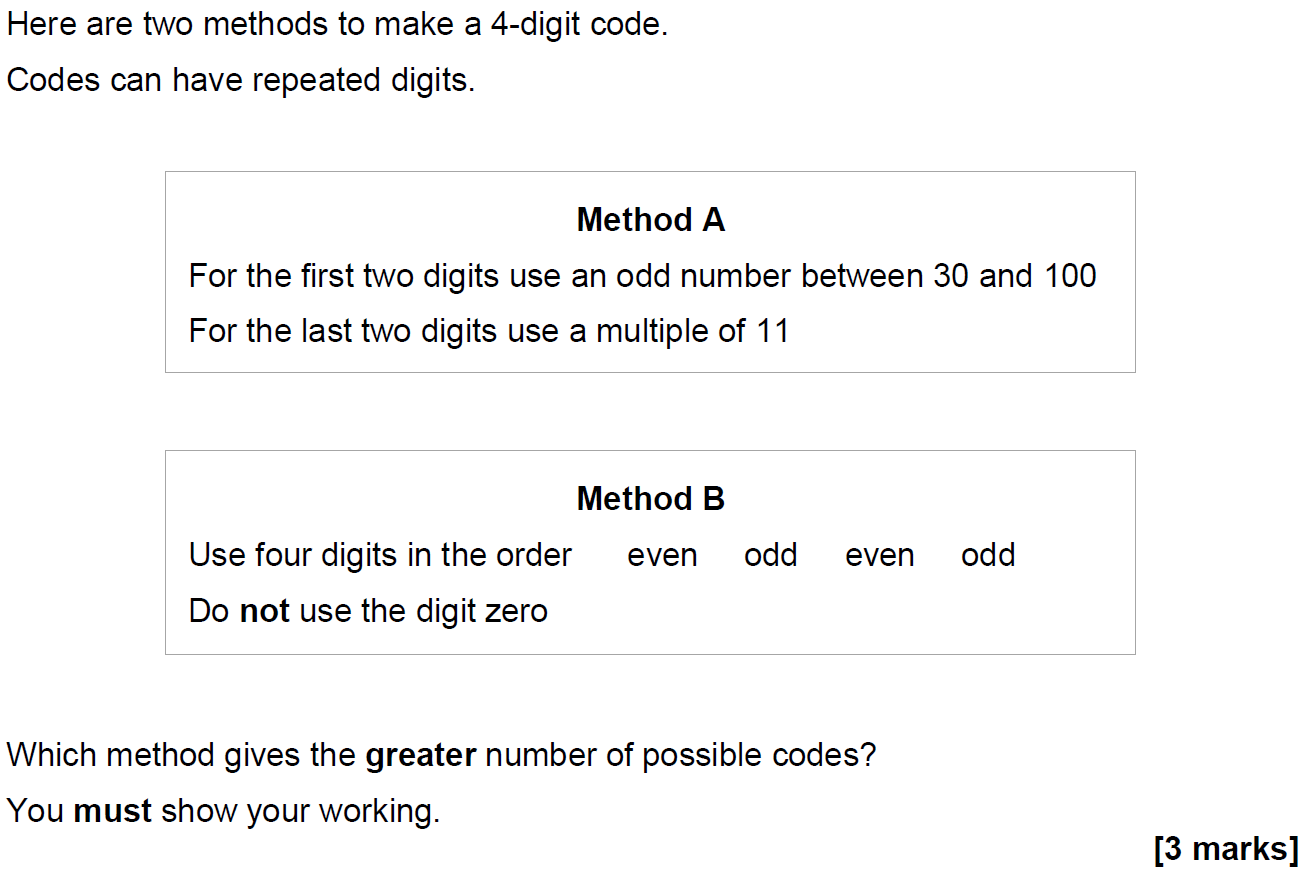 Here are two methods to make a 4-digit code.
Codes can have repeated digits.
Method A
For the first two digits use an odd number between 30 and 100
For the last two digits use a multiple of 11
Method B
Use four digits in the order even odd even odd
Do not use the digit zero
Which method gives the greater number of possible codes?
You must show your working.
[3 marks]